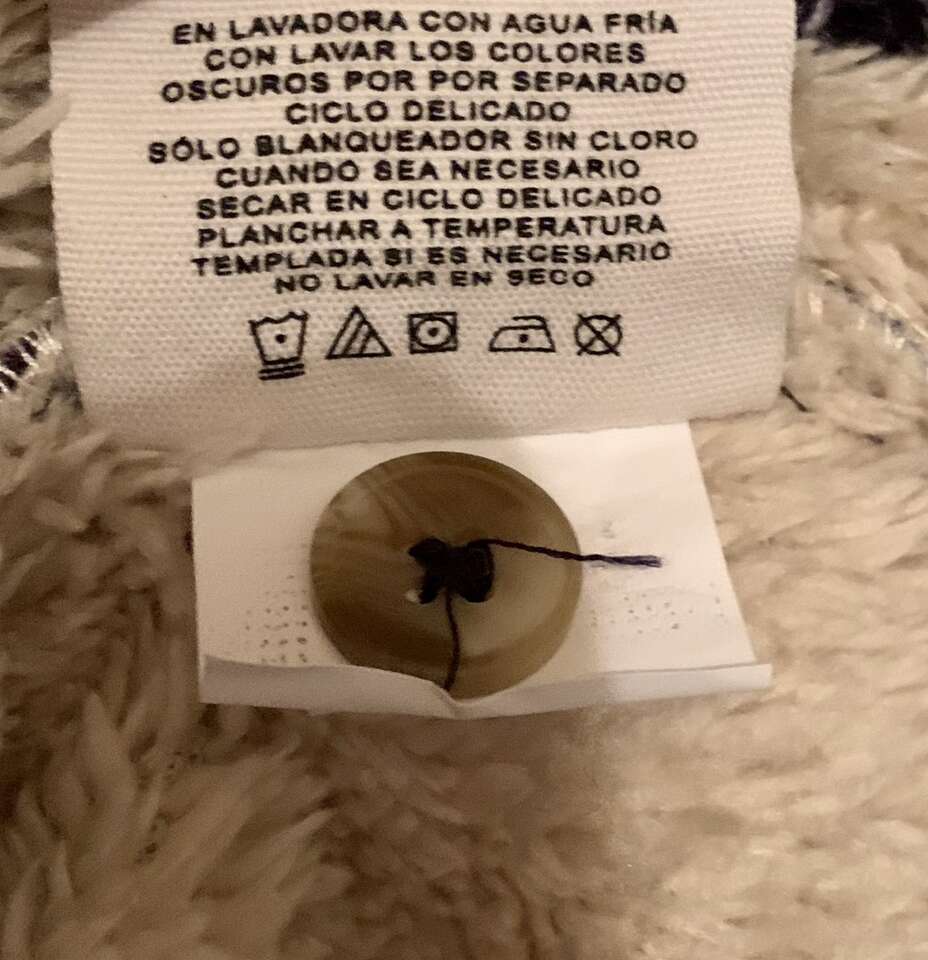 EN LAVADORA CON AGUA FRÍA
CON LAVAR LOS COLORES
OSCUROS POR POR SEPARADO
CICLO DELICADO
SÓLO BLANQUEADOR SIN CLORO
CUANDO SEA NECESARIO
SECAR EN CICLO DELICADO
PLANCHAR A TEMPERATURA
TEMPLADA SI ES NECESARIO
NO LAVAR EN SECO